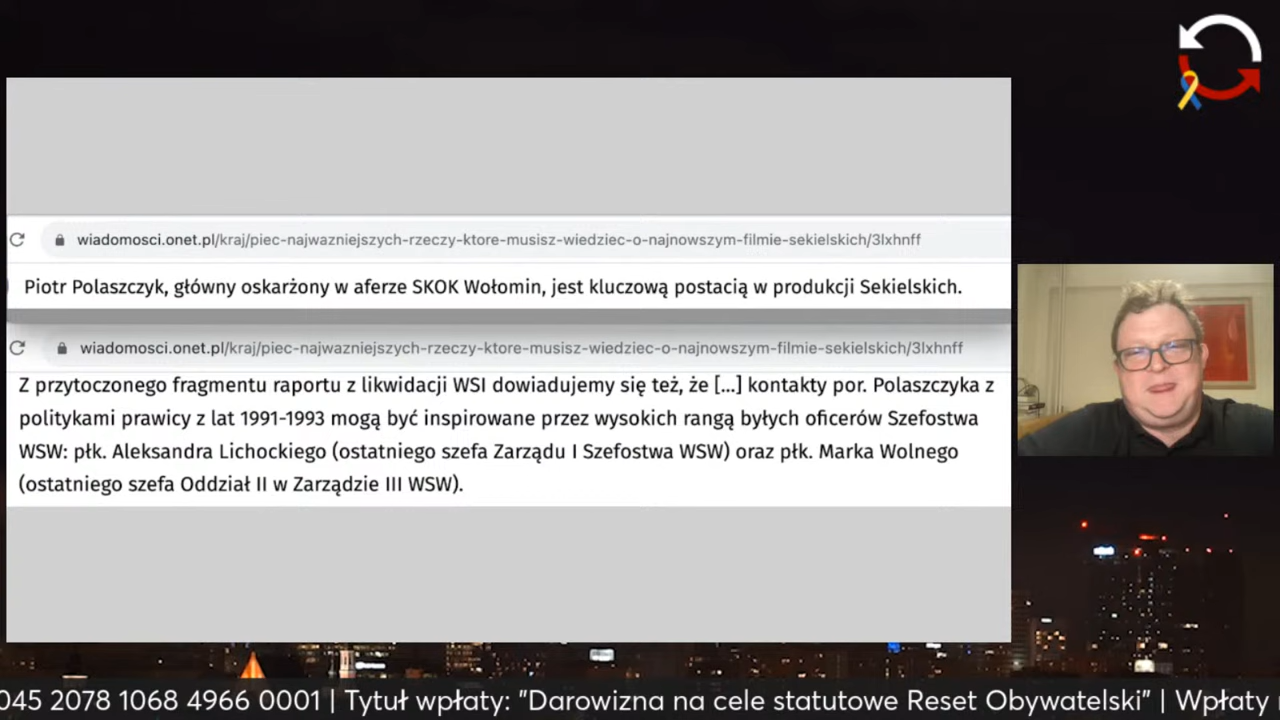 wiadomosci.onet.pl/kraj/piec-najwazniejszych-rzeczy-ktore-musisz-wiedziec-o-najnowszym-filmie-sekielskich/3lxhnff
Piotr Polaszczyk, główny oskarżony w aferze SKOK Wołomin, jest kluczową postacią w produkcji Sekielskich.
wiadomosci.onet.pl/kraj/piec-najwazniejszych-rzeczy-ktore-musisz-wiedziec-o-najnowszym-filmie-sekielskich/3lxhnff
Z przytoczonego fragmentu raportu z likwidacji WSI dowiadujemy się też, że [...] kontakty por. Polaszczyka z
politykami prawicy z lat 1991-1993 mogą być inspirowane przez wysokich rangą byłych oficerów Szefostwa
WSW: płk. Aleksandra Lichockiego (ostatniego szefa Zarządu I Szefostwa WSW) oraz płk. Marka Wolnego
(ostatniego szefa Oddział II w Zarządzie III WSW).
045 2078 1068 4966 0001 | Tytuł wpłaty: "Darowizna na cele statutowe Reset Obywatelski" | Wpłaty